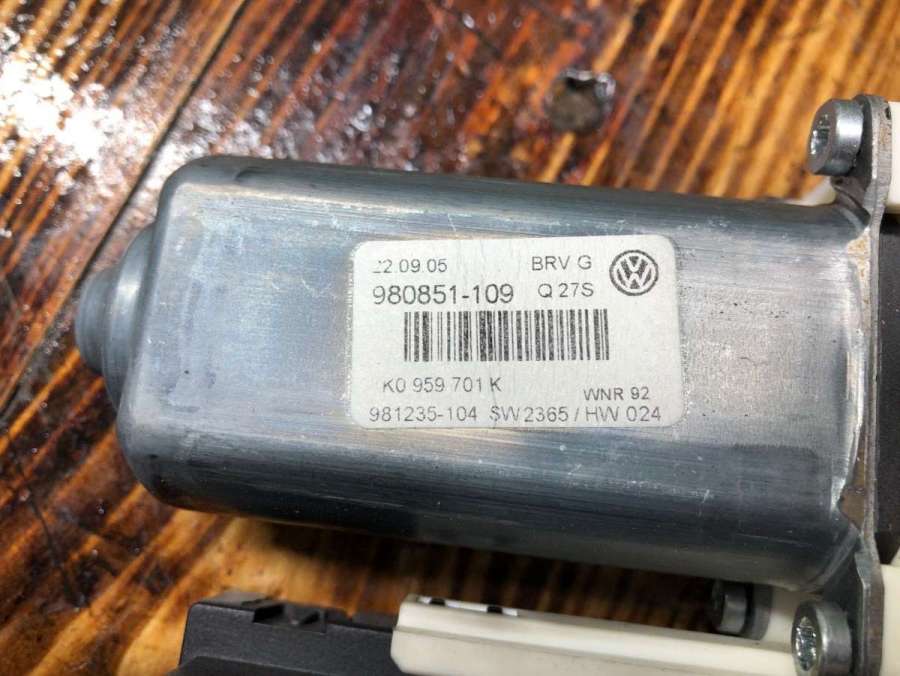 22.09.05 BRV G
980851-109 Q 27S
K0 959 701 K
WNR 92
981235-104 SW2365 / HW 024